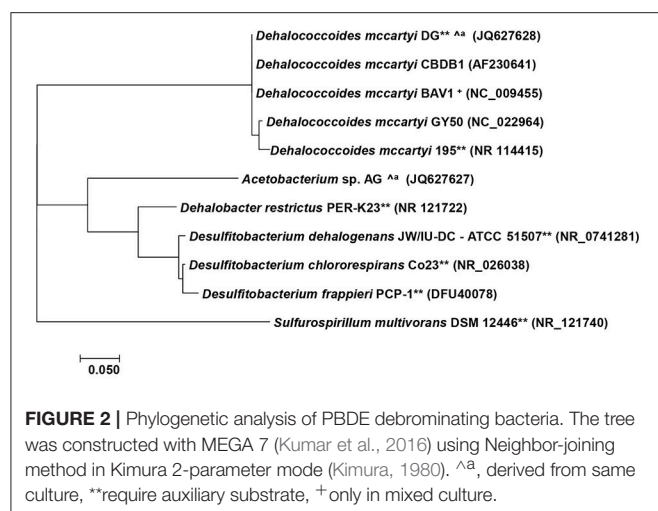 Dehalococcoides mccartyi DG** ^a (JQ627628)
Dehalococcoides mccartyi CBDB1 (AF230641)
Dehalococcoides mccartyi BAV1 + (NC_009455)
Dehalococcoides mccartyi GY50 (NC_022964)
Dehalococcoides mccartyi 195** (NR 114415)
Acetobacterium sp. AG ^a (JQ627627)
Dehalobacter restrictus PER-K23** (NR 121722)
Desulfitobacterium dehalogenans JW/IU-DC - ATCC 51507** (NR_0741281)
Desulfitobacterium chlororespirans Co23** (NR_026038)
Desulfitobacterium frappieri PCP-1** (DFU40078)
Sulfurospirillum multivorans DSM 12446** (NR_121740)
0.050
FIGURE 2 | Phylogenetic analysis of PBDE debrominating bacteria. The tree
was constructed with MEGA 7 (Kumar et al., 2016) using Neighbor-joining
method in Kimura 2-parameter mode (Kimura, 1980). ^a, derived from same
culture, **require auxiliary substrate, +only in mixed culture.